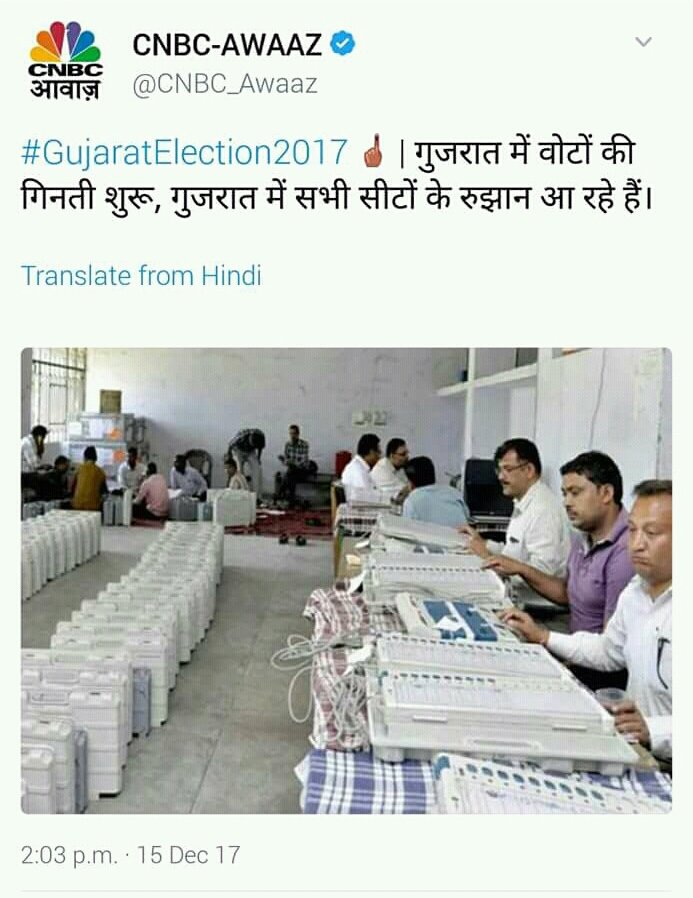 CNBC
आवाज़
CNBC-AWAAZ
@CNBC_Awaaz
#GujaratElection2017 | गुजरात में वोटों की
गिनती शुरू, गुजरात में सभी सीटों के रुझान आ रहे हैं।
Translate from Hindi
2:03 p.m. · 15 Dec 17